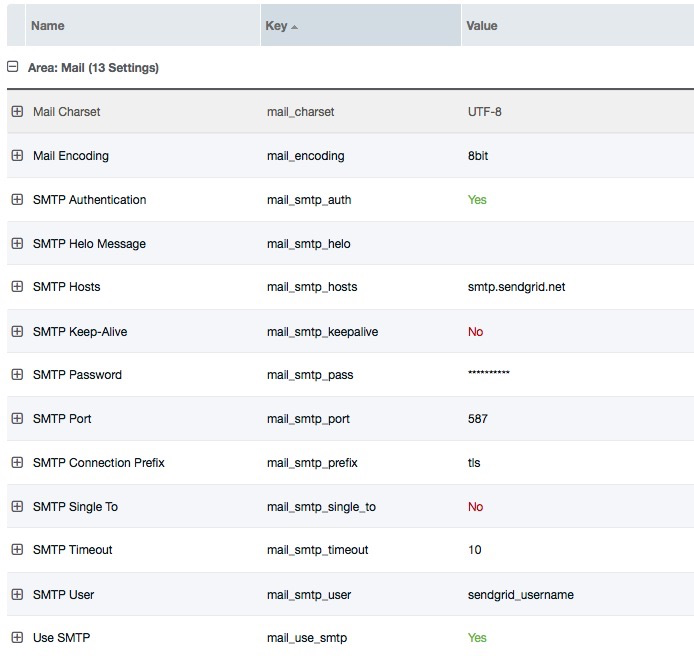 Name Key Value
Area: Mail (13 Settings)
Mail Charset mail_charset UTF-8
Mail Encoding mail_encoding 8bit
SMTP Authentication mail_smtp_auth Yes
SMTP Helo Message mail_smtp_helo
SMTP Hosts mail_smtp_hosts smtp.sendgrid.net
SMTP Keep-Alive mail_smtp_keepalive No
SMTP Password mail_smtp_pass **********
SMTP Port mail_smtp_port 587
SMTP Connection Prefix mail_smtp_prefix tls
SMTP Single To mail_smtp_single_to No
SMTP Timeout mail_smtp_timeout 10
SMTP User mail_smtp_user sendgrid_username
Use SMTP mail_use_smtp Yes